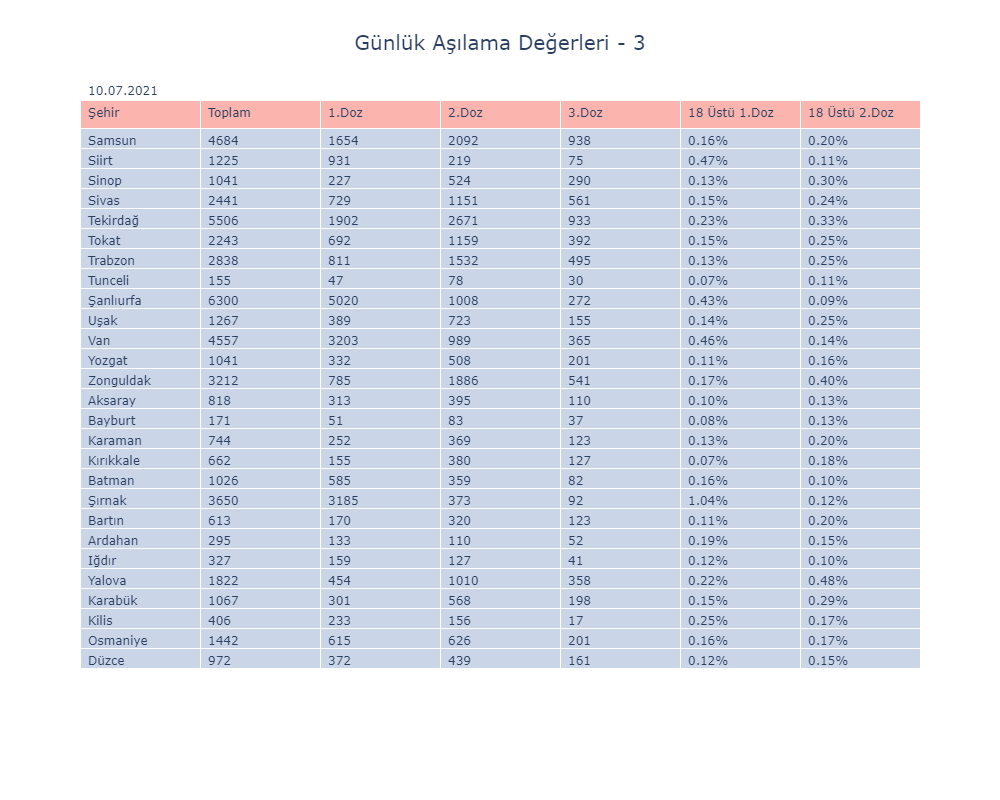 Günlük Aşılama Değerleri - 3
10.07.2021
Şehir Toplam 1.Doz 2.Doz 3.Doz 18 Üstü 1.Doz 18 Üstü 2.Doz
Samsun 4684 1654 2092 938 0.16% 0.20%
Siirt 1225 931 219 75 0.47% 0.11%
Sinop 1041 227 524 290 0.13% 0.30%
Sivas 2441 729 1151 561 0.15% 0.24%
Tekirdağ 5506 1902 2671 933 0.23% 0.33%
Tokat 2243 692 1159 392 0.15% 0.25%
Trabzon 2838 811 1532 495 0.13% 0.25%
Tunceli 155 47 78 30 0.07% 0.11%
Şanlıurfa 6300 5020 1008 272 0.43% 0.09%
Uşak 1267 389 723 155 0.14% 0.25%
Van 4557 3203 989 365 0.46% 0.14%
Yozgat 1041 332 508 201 0.11% 0.16%
Zonguldak 3212 785 1886 541 0.17% 0.40%
Aksaray 818 313 395 110 0.10% 0.13%
Bayburt 171 51 83 37 0.08% 0.13%
Karaman 744 252 369 123 0.13% 0.20%
Kırıkkale 662 155 380 127 0.07% 0.18%
Batman 1026 585 359 82 0.16% 0.10%
Şırnak 3650 3185 373 92 1.04% 0.12%
Bartın 613 170 320 123 0.11% 0.20%
Ardahan 295 133 110 52 0.19% 0.15%
Iğdır 327 159 127 41 0.12% 0.10%
Yalova 1822 454 1010 358 0.22% 0.48%
Karabük 1067 301 568 198 0.15% 0.29%
Kilis 406 233 156 17 0.25% 0.17%
Osmaniye 1442 615 626 201 0.16% 0.17%
Düzce 972 372 439 161 0.12% 0.15%